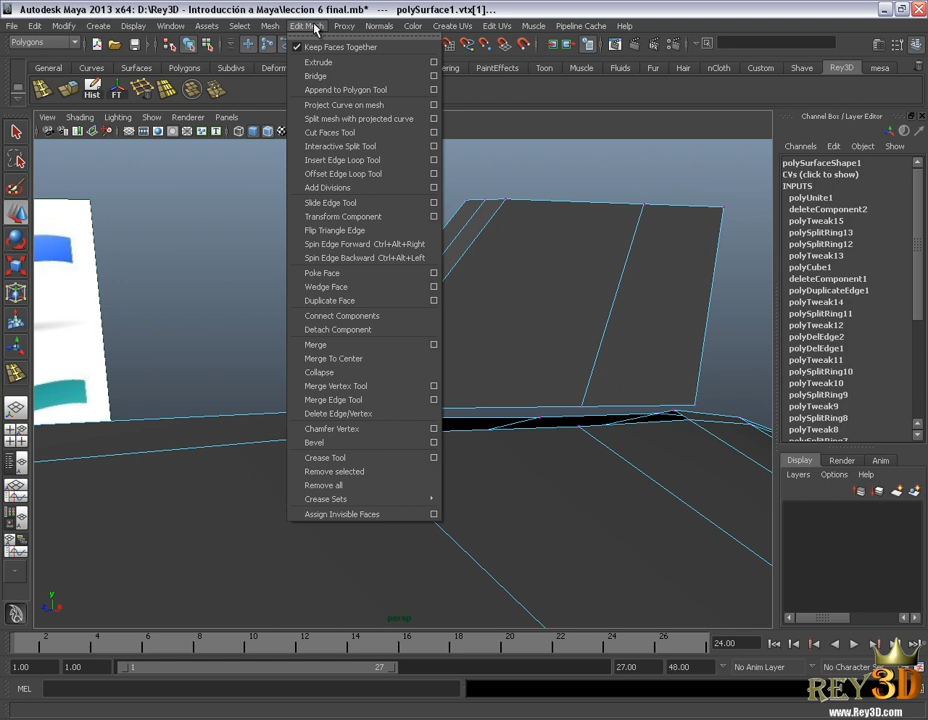 Autodesk Maya 2013 x64: D:\Rey3D - Introducción a Maya\leccion 6 final.mb* --- polySurface1.vtx[1]...
File Edit Modify Create Display Window Assets Select Mesh Edit Mesh Proxy Normals Color Create UVs Edit UVs Muscle Pipeline Cache Help
Polygons
General Curves Surfaces Polygons Subdivs Deform ering PaintEffects Toon Muscle Fluids Fur Hair nCloth Custom Shave Rey3D mesa
Hist FT
View Shading Lighting Show Renderer Panels
Channel Box / Layer Editor
Channels Edit Object Show
Keep Faces Together
Extrude
Bridge
Append to Polygon Tool
Project Curve on mesh
Split mesh with projected curve
Cut Faces Tool
Interactive Split Tool
Insert Edge Loop Tool
Offset Edge Loop Tool
Add Divisions
Slide Edge Tool
Transform Component
Flip Triangle Edge
Spin Edge Forward Ctrl+Alt+Right
Spin Edge Backward Ctrl+Alt+Left
Poke Face
Wedge Face
Duplicate Face
Connect Components
Detach Component
Merge
Merge To Center
Collapse
Merge Vertex Tool
Merge Edge Tool
Delete Edge/Vertex
Chamfer Vertex
Bevel
Crease Tool
Remove selected
Remove all
Crease Sets
Assign Invisible Faces
polySurfaceShape1
CVs (click to show)
INPUTS
polyUnite1
deleteComponent2
polyTweak15
polySplitRing13
polySplitRing12
polyTweak13
polyCube1
deleteComponent1
polyDuplicateEdge1
polyTweak14
polySplitRing11
polyTweak12
polyDelEdge2
polyDelEdge1
polyTweak11
polySplitRing10
polyTweak10
polySplitRing9
polyTweak9
polySplitRing8
polyTweak8
polySplitRing7
Display Render Anim
Layers Options Help
y
x
persp
2 4 6 8 10 12 14 16 18 20 22 24 26
24.00
1.00 1.00 1 27 27.00 48.00 No Anim Layer No Character Se
MEL
REY3D
www.Rey3D.com